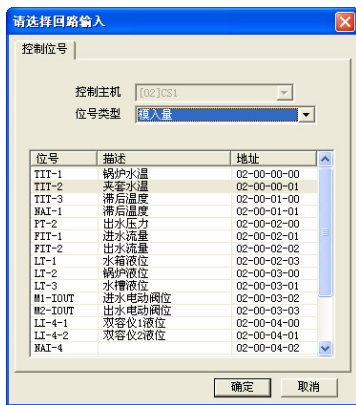 请选择回路输入
控制位号
控制主机 [02]CS1
位号类型 模入量
位号 描述 地址
TIT-1 锅炉水温 02-00-00-00
TIT-2 夹套水温 02-00-00-01
TIT-3 滞后温度 02-00-01-00
NAI-1 滞后温度 02-00-01-01
PT-2 出水压力 02-00-02-00
FIT-1 进水流量 02-00-02-01
FIT-2 出水流量 02-00-02-02
LT-1 水箱液位 02-00-02-03
LT-2 锅炉液位 02-00-03-00
LT-3 水槽液位 02-00-03-01
M1-IOUT 进水电动阀位 02-00-03-02
M2-IOUT 出水电动阀位 02-00-03-03
LI-4-1 双容仪1液位 02-00-04-00
LI-4-2 双容仪2液位 02-00-04-01
NAI-4 02-00-04-02
确定 取消